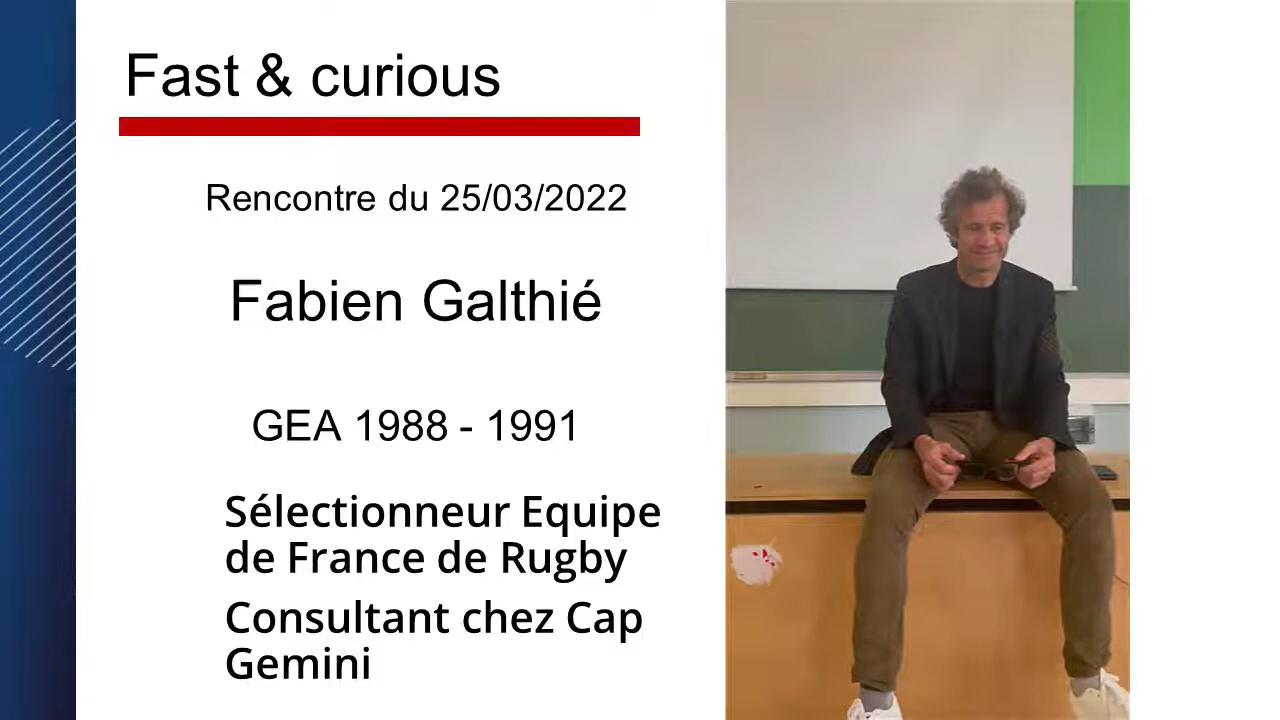 Fast & curious
Rencontre du 25/03/2022
Fabien Galthié
GEA 1988 - 1991
Sélectionneur Equipe
de France de Rugby
Consultant chez Cap
Gemini